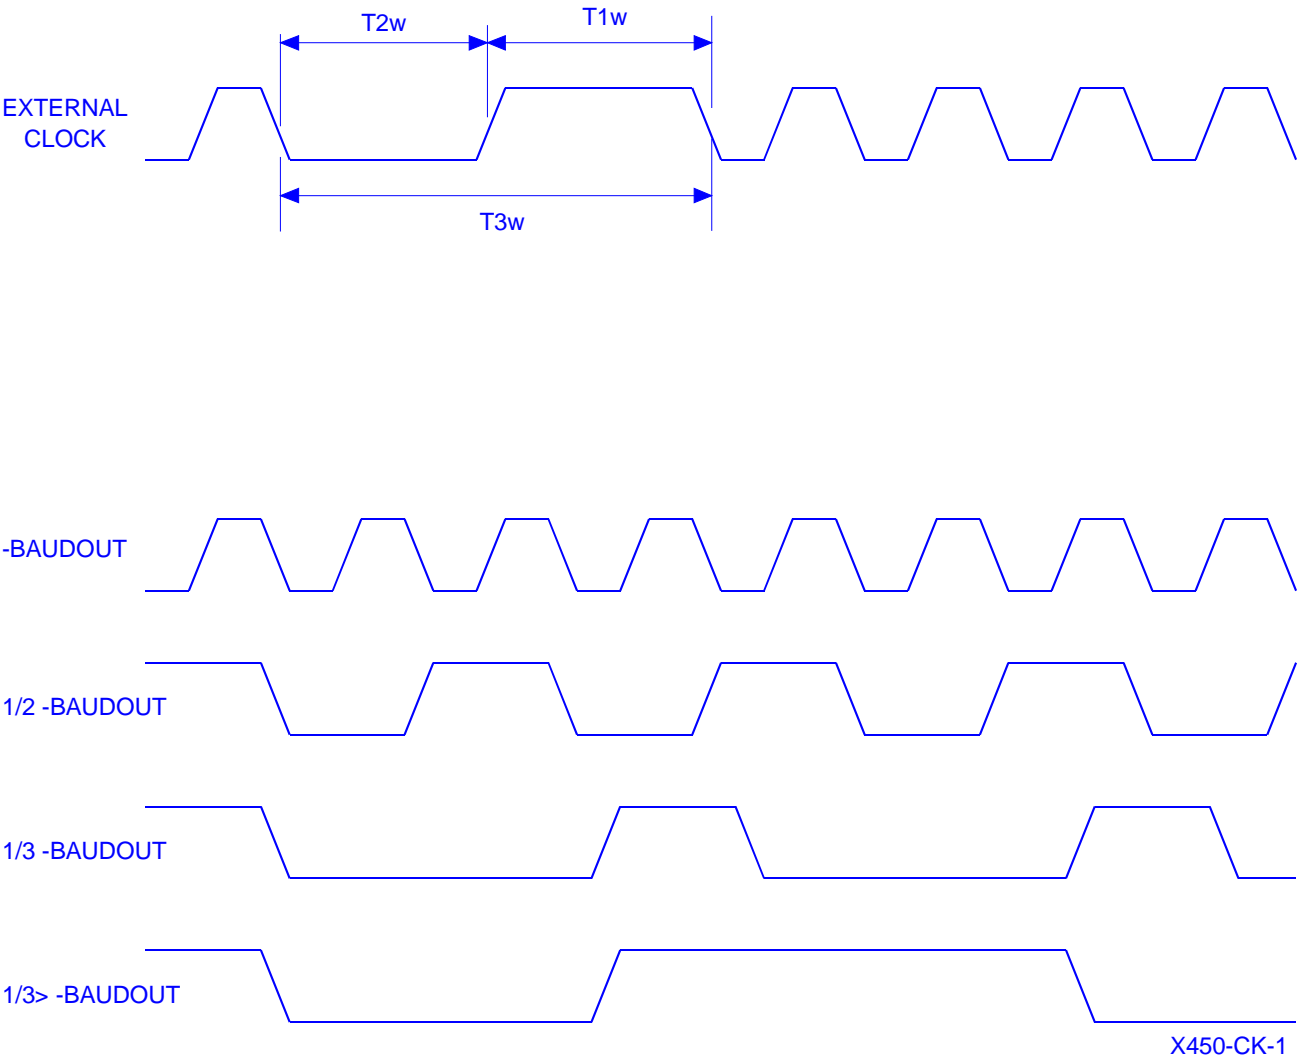 T2w
T1w
EXTERNAL
CLOCK
T3w
-BAUDOUT
1/2 -BAUDOUT
1/3 -BAUDOUT
1/3> -BAUDOUT
X450-CK-1